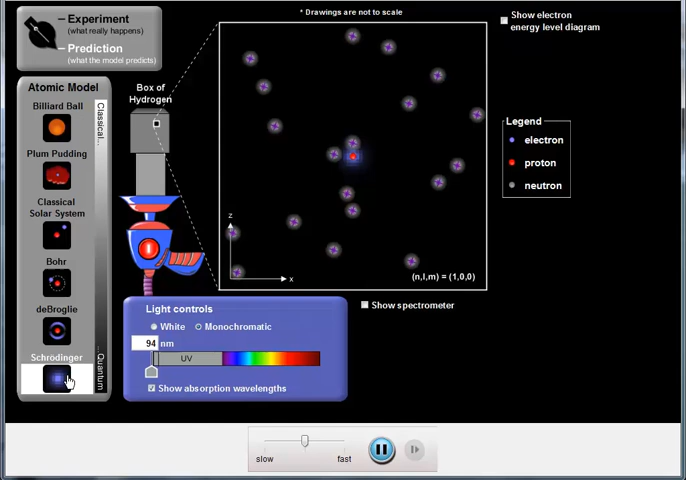 Experiment
(what really happens)
Prediction
(what the model predicts)
* Drawings are not to scale
Show electron
energy level diagram
Atomic Model
Billiard Ball
Plum Pudding
Classical
Solar System
Bohr
deBroglie
Schrödinger
Classical...
...Quantum
Box of
Hydrogen
z
x
(n,l,m) = (1,0,0)
Legend
electron
proton
neutron
Show spectrometer
Light controls
White
Monochromatic
94 nm
UV
Show absorption wavelengths
slow
fast